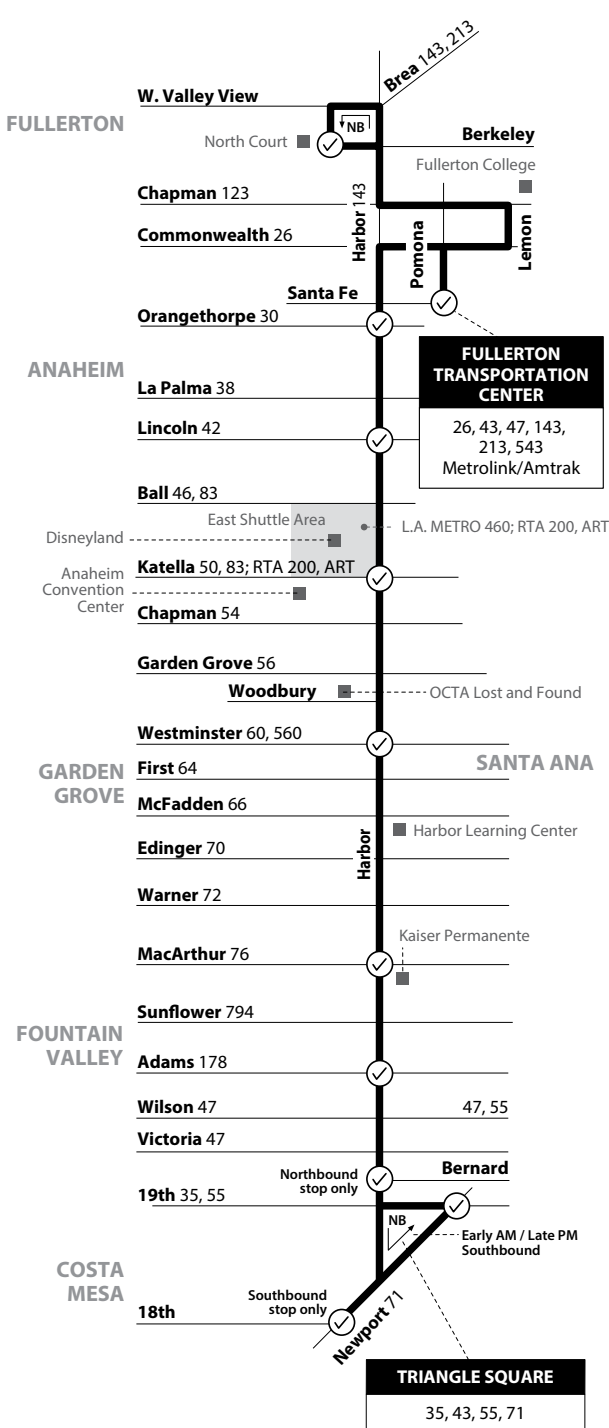 Brea 143, 213
W. Valley View
FULLERTON
NB
North Court
Berkeley
Fullerton College
Chapman 123
Harbor 143
Commonwealth 26
Pomona
Lemon
Santa Fe
Orangethorpe 30
FULLERTON
TRANSPORTATION
CENTER
26, 43, 47, 143,
213, 543
Metrolink/Amtrak
ANAHEIM
La Palma 38
Lincoln 42
Ball 46, 83
East Shuttle Area
L.A. METRO 460; RTA 200, ART
Disneyland
Katella 50, 83; RTA 200, ART
Anaheim
Convention
Center
Chapman 54
Garden Grove 56
Woodbury
OCTA Lost and Found
Westminster 60, 560
SANTA ANA
First 64
GARDEN
GROVE
McFadden 66
Harbor Learning Center
Harbor
Edinger 70
Warner 72
Kaiser Permanente
MacArthur 76
Sunflower 794
FOUNTAIN
VALLEY
Adams 178
Wilson 47
47, 55
Victoria 47
Northbound
stop only
Bernard
19th 35, 55
NB
Early AM / Late PM
Southbound
COSTA
MESA
Southbound
stop only
18th
Newport 71
TRIANGLE SQUARE
35, 43, 55, 71